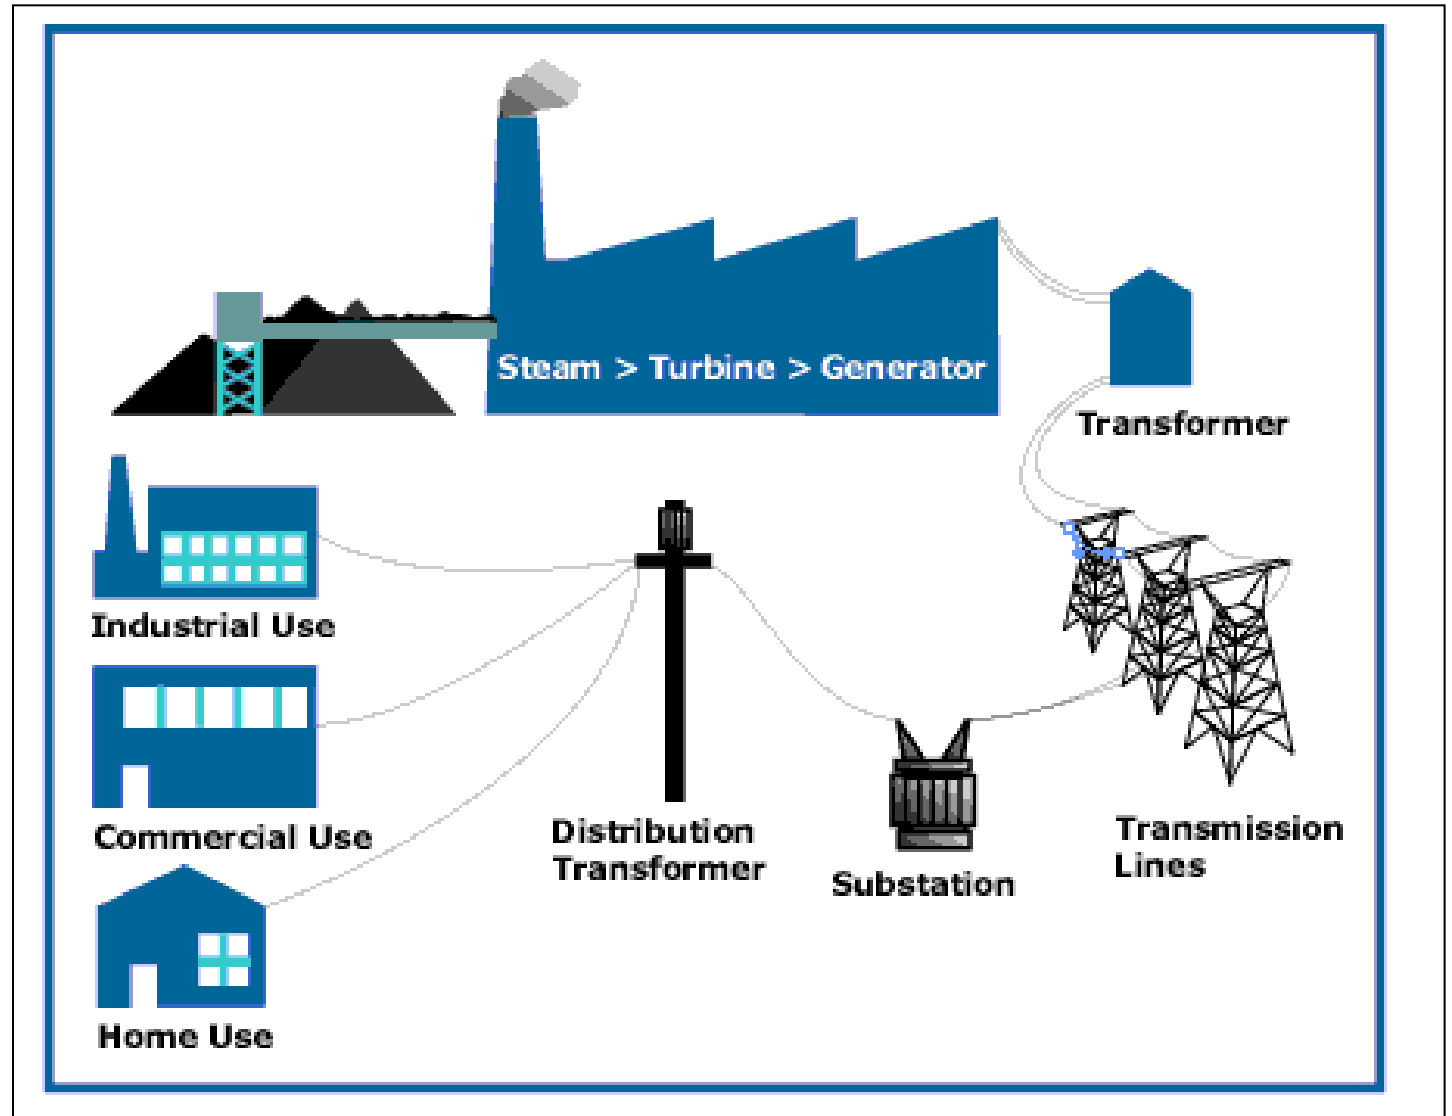 Steam > Turbine > Generator
Transformer
Industrial Use
Commercial Use
Distribution
Transformer
Substation
Transmission
Lines
Home Use